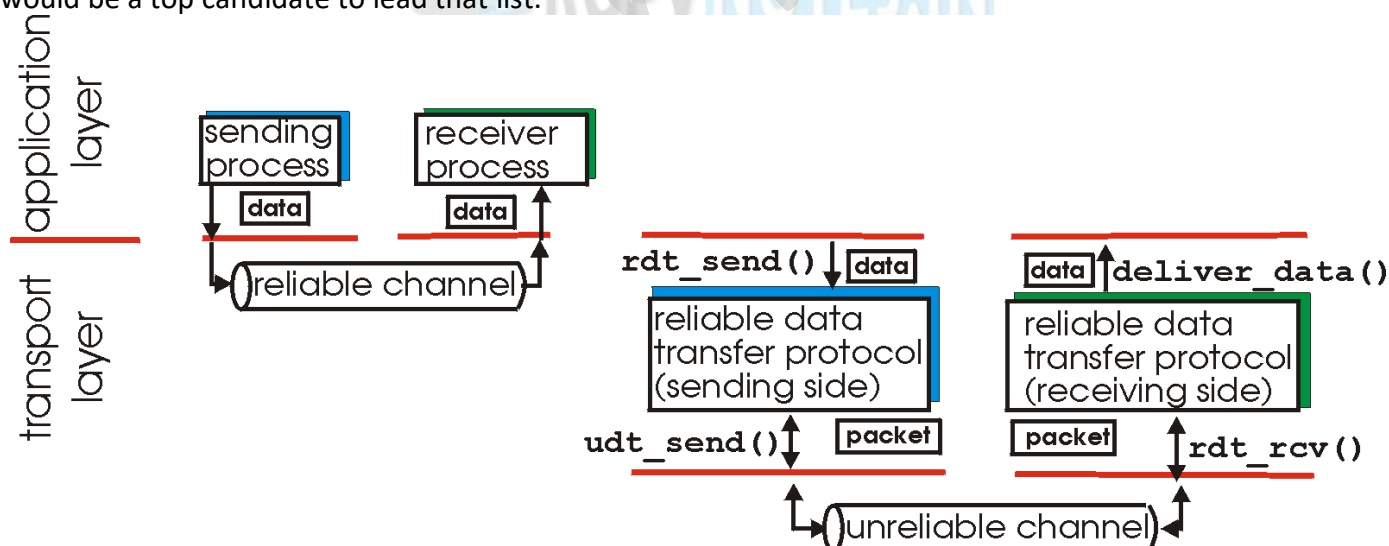 would be a top candidate to lead that list.
application
layer
sending
process
receiver
process
data
data
transport
layer
reliable channel
rdt_send()
data
data
deliver_data()
reliable data
transfer protocol
(sending side)
reliable data
transfer protocol
(receiving side)
udt_send()
packet
packet
rdt_rcv()
unreliable channel